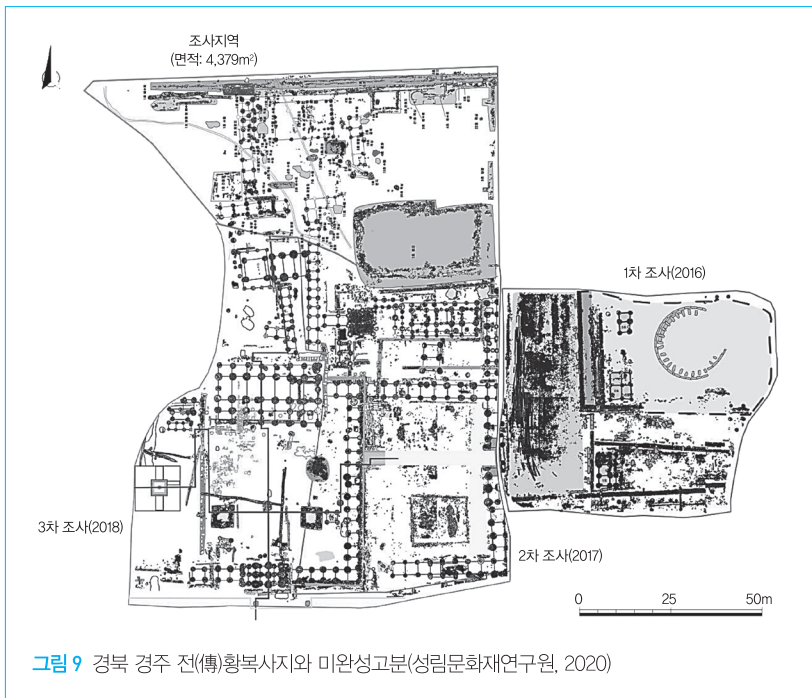 조사지역
(면적: 4,379m²)
1차 조사(2016)
3차 조사(2018)
2차 조사(2017)
0 25 50m
그림 9 경북 경주 전(傳)황복사지와 미완성고분(성림문화재연구원, 2020)